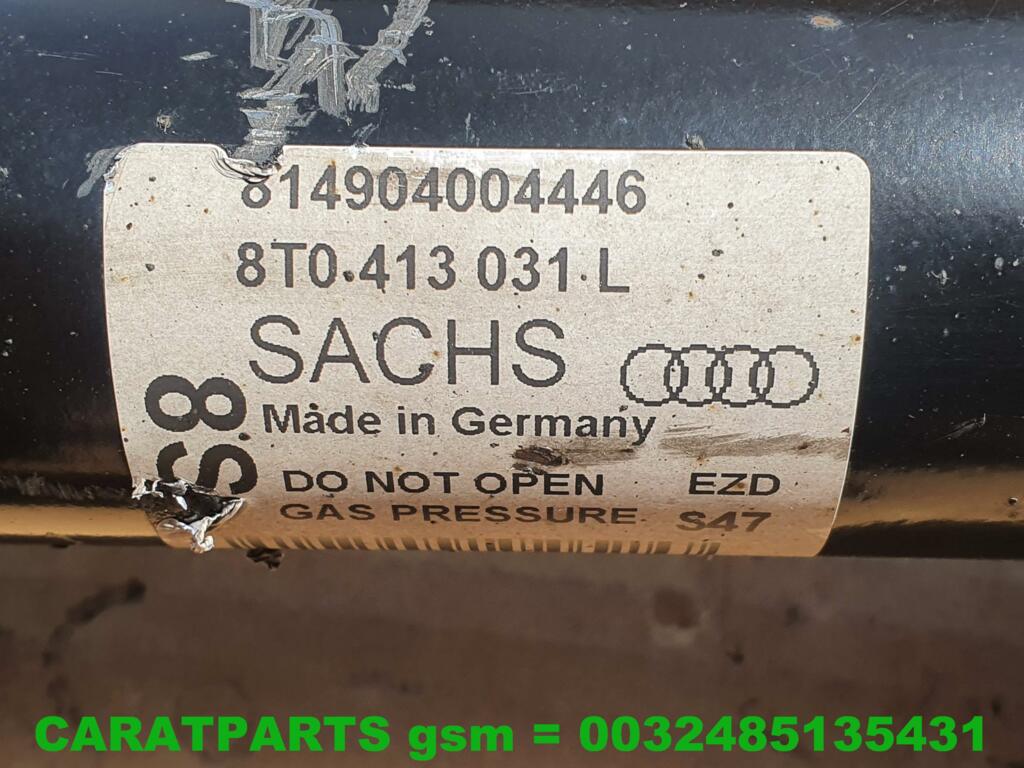 814904004446
8T0.413 031 L
SACHS
Made in Germany
S8
DO NOT OPEN EZD
GAS PRESSURE S47
CARATPARTS gsm = 0032485135431